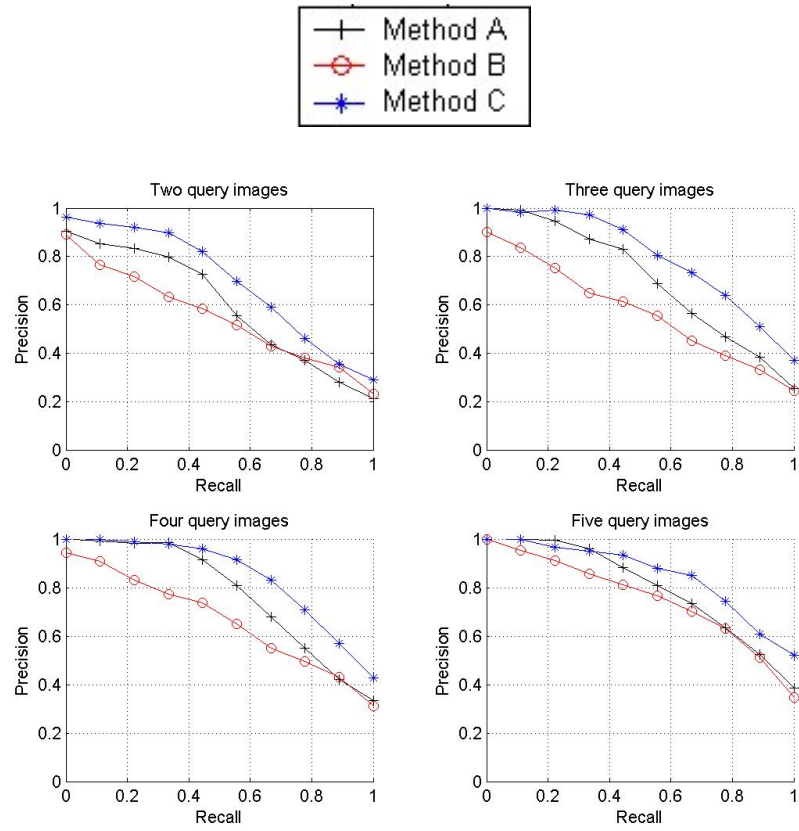 Method A
Method B
Method C
Two query images
1
0.8
0.6
0.4
0.2
0
Precision
0 0.2 0.4 0.6 0.8 1
Recall
Three query images
1
0.8
0.6
0.4
0.2
0
Precision
0 0.2 0.4 0.6 0.8 1
Recall
Four query images
1
0.8
0.6
0.4
0.2
0
Precision
0 0.2 0.4 0.6 0.8 1
Recall
Five query images
1
0.8
0.6
0.4
0.2
0
Precision
0 0.2 0.4 0.6 0.8 1
Recall